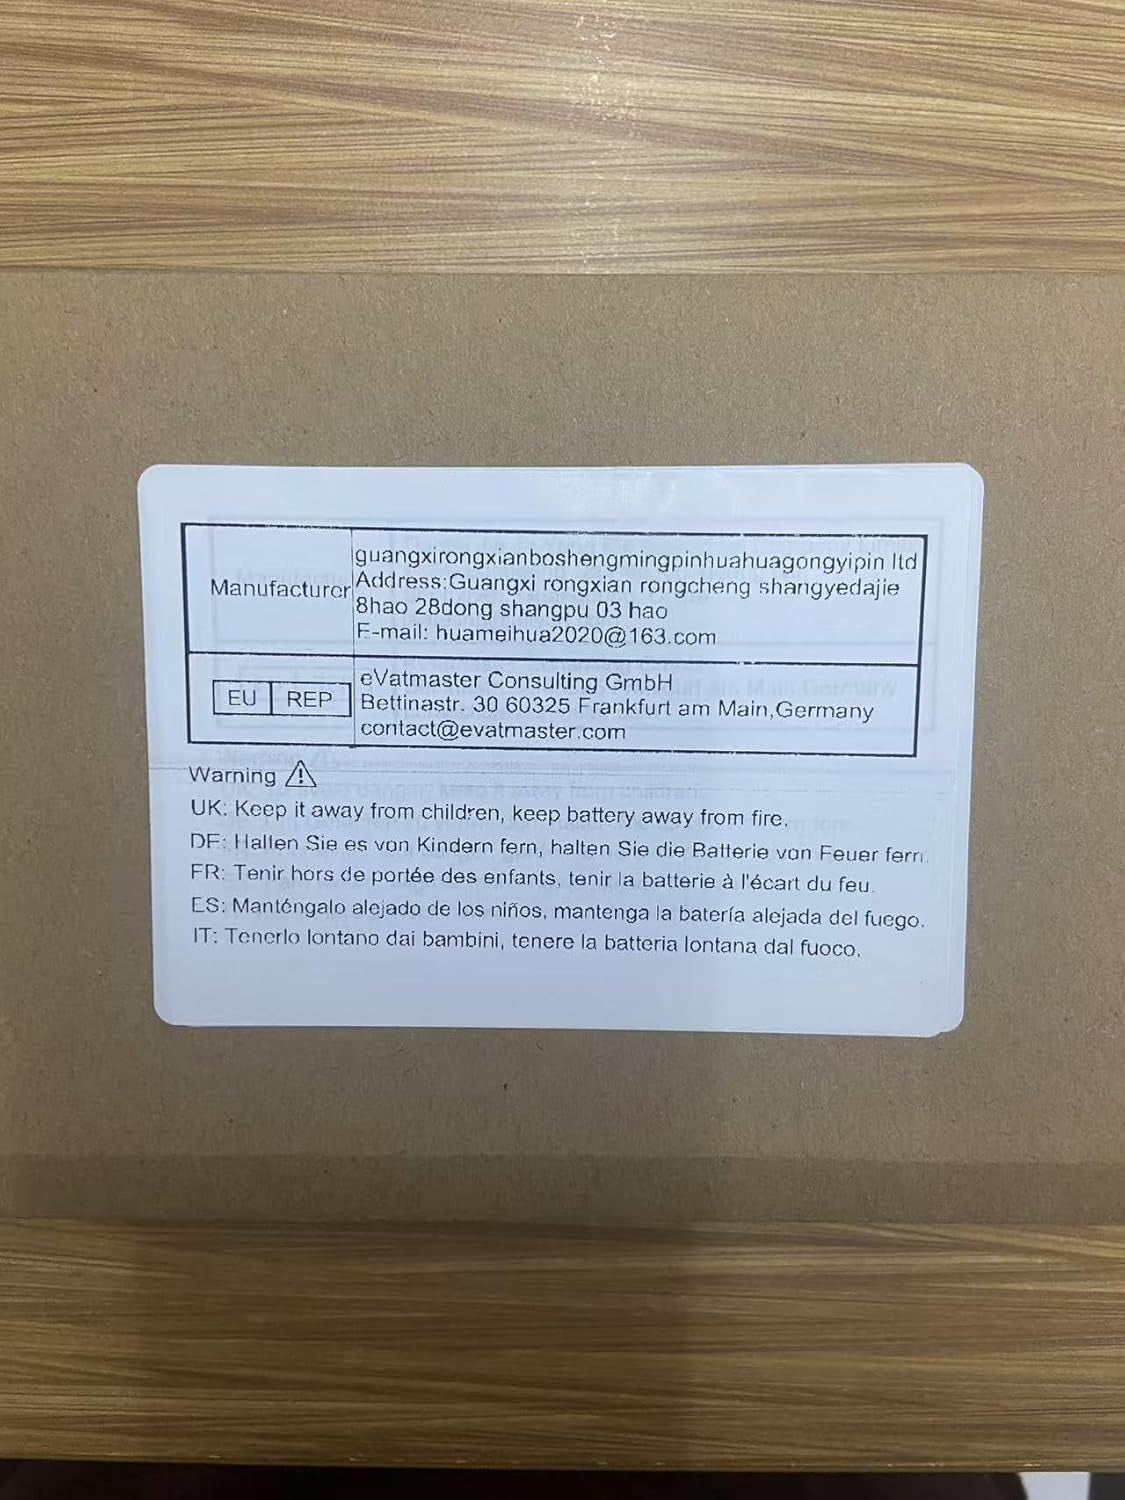 guangxirongxianboshengmingpinhuahuagongyipin ltd
Manufacturer
Address:Guangxi rongxian rongcheng shangyedajie
8hao 28dong shangpu 03 hao
E-mail: huameihua2020@163.com
EU REP
eVatmaster Consulting GmbH
Bettinastr. 30 60325 Frankfurt am Main,Germany
contact@evatmaster.com
Warning
UK: Keep it away from children, keep battery away from fire.
DE: Hallen Sie es von Kindern fern, halten Sie die Batterie von Feuer fern.
FR: Tenir hors de portée des enfants, tenir la batterie à l'écart du feu.
ES: Manténgalo alejado de los niños, mantenga la batería alejada del fuego.
IT: Tenerlo lontano dai bambini, tenere la batteria lontana dal fuoco.